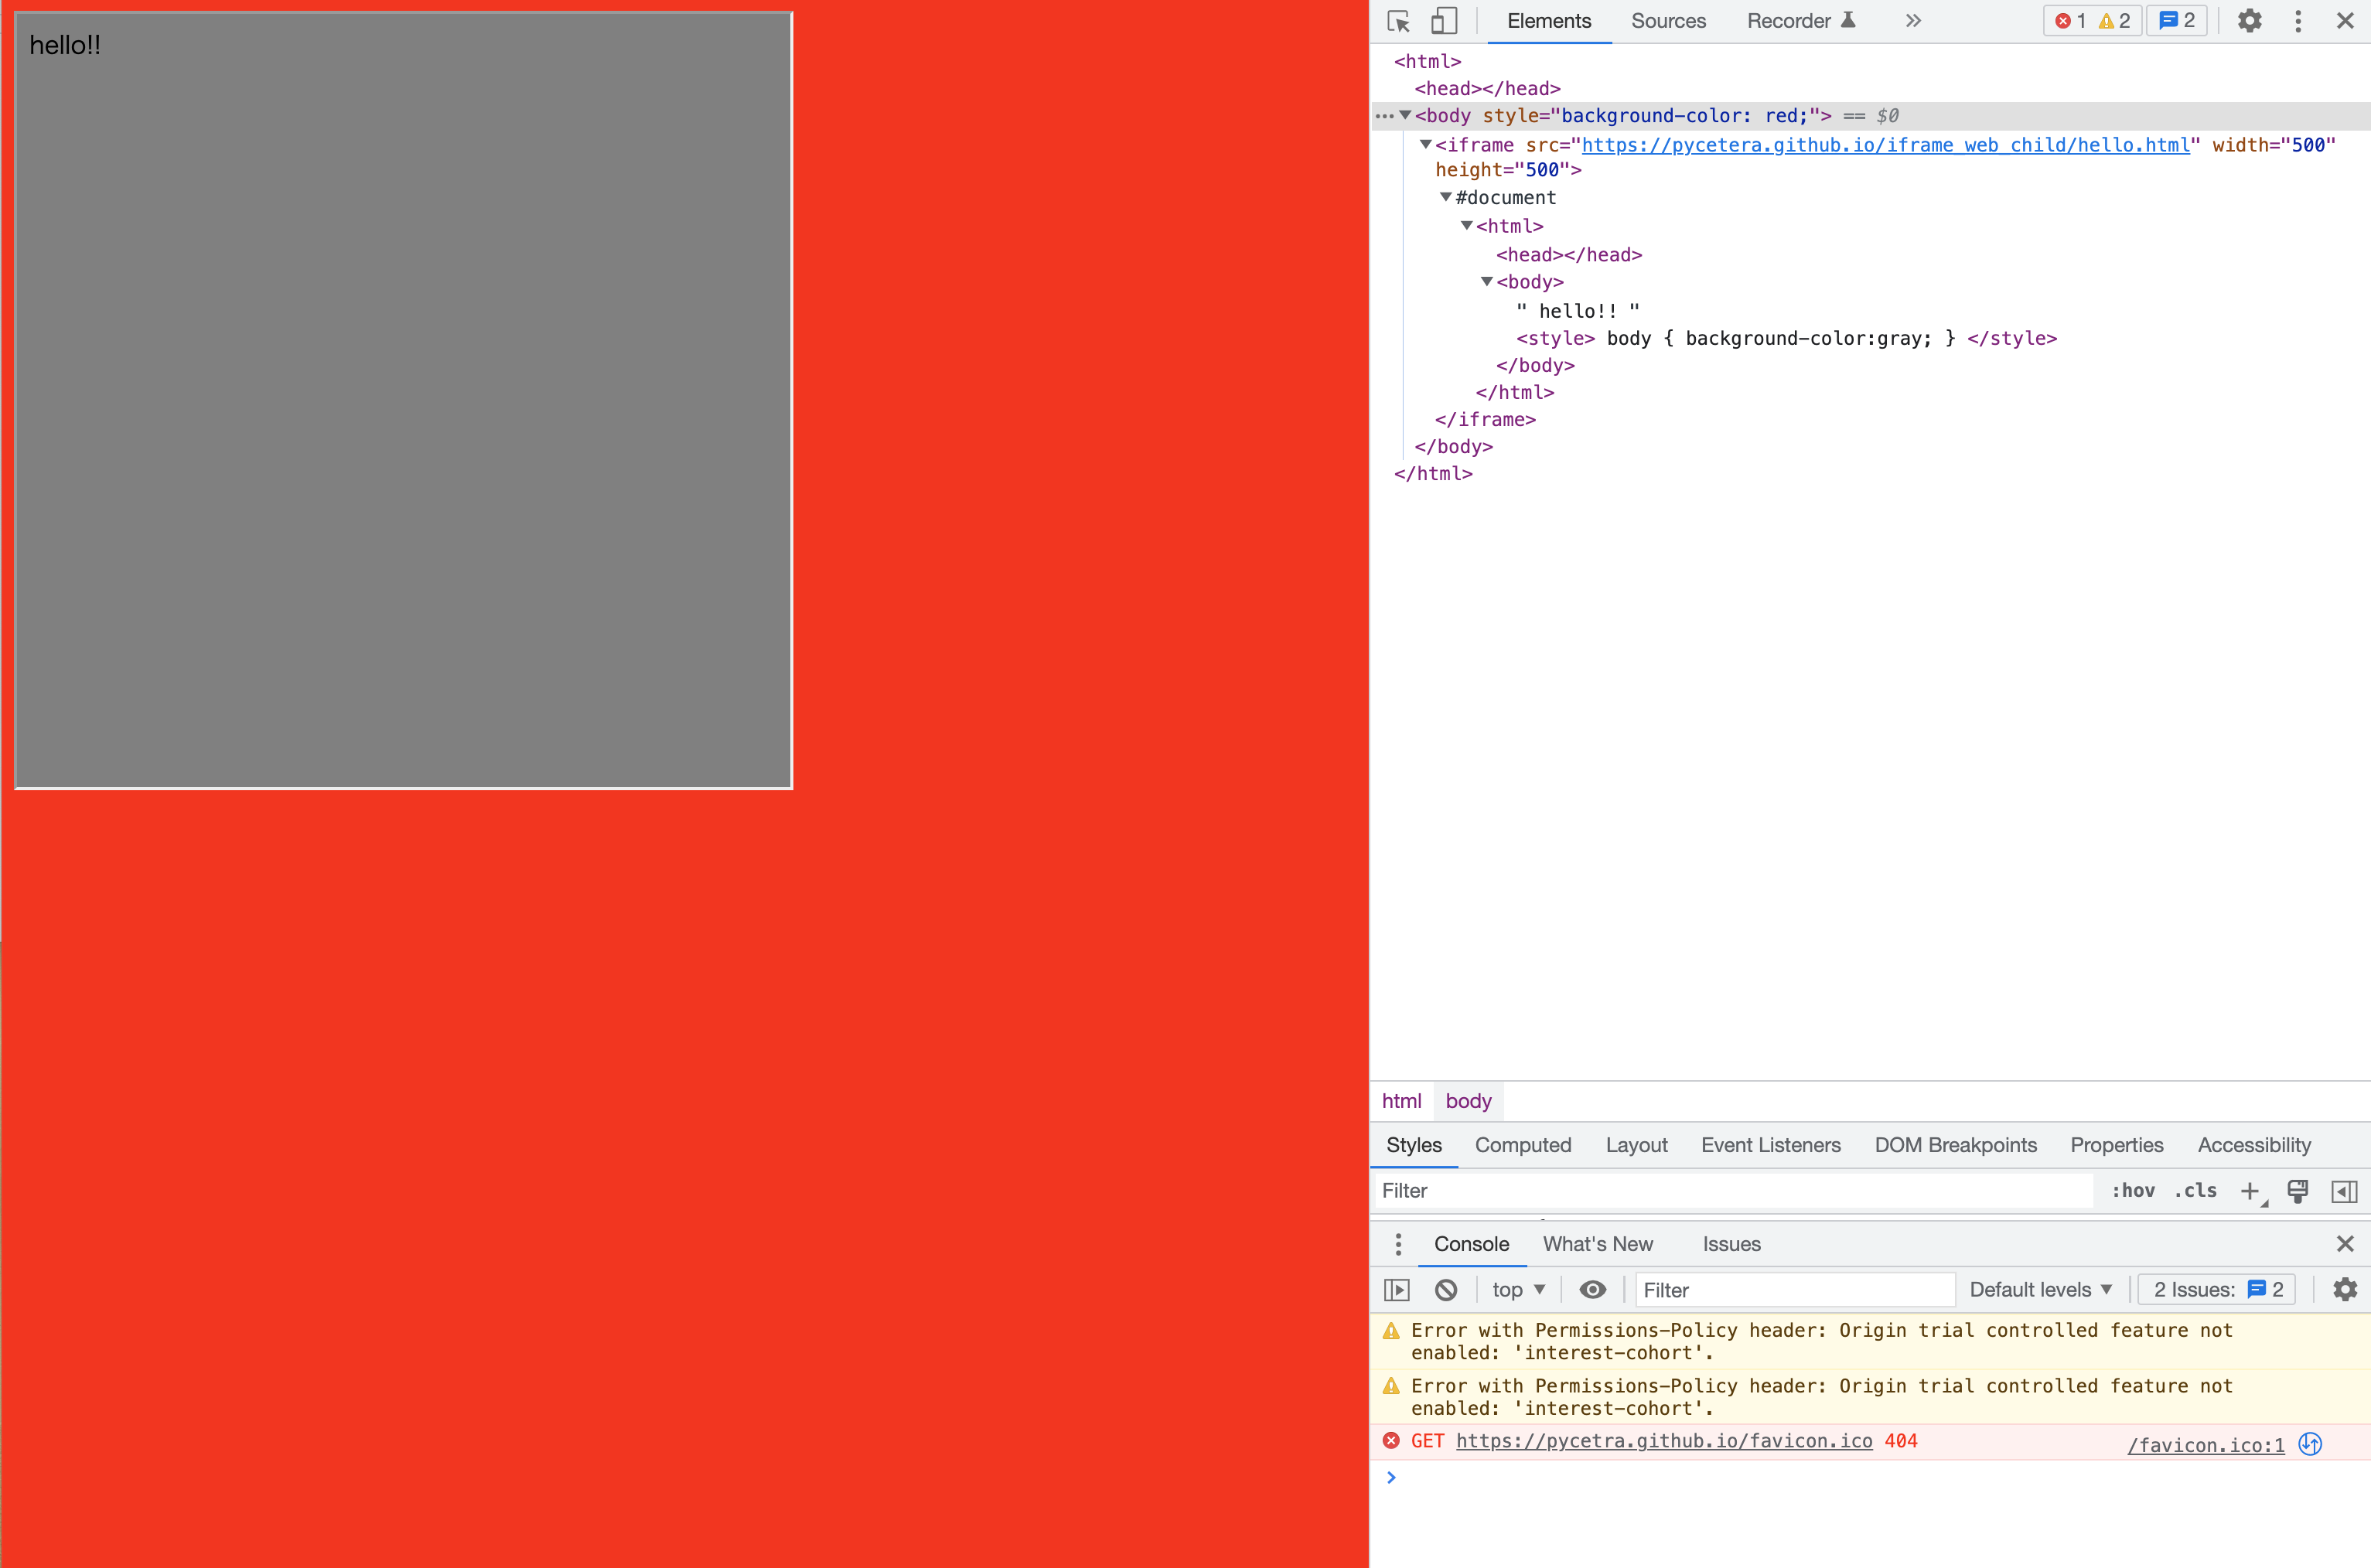 hello!!
Elements Sources Recorder 1 2 2
<html>
<head></head>
<body style="background-color: red;"> == $0
<iframe src="https://pycetera.github.io/iframe_web_child/hello.html" width="500"
height="500">
#document
<html>
<head></head>
<body>
" hello!! "
<style> body { background-color:gray; } </style>
</body>
</html>
</iframe>
</body>
</html>
html body
Styles Computed Layout Event Listeners DOM Breakpoints Properties Accessibility
Filter :hov .cls
Console What's New Issues
top Filter Default levels 2 Issues: 2
Error with Permissions-Policy header: Origin trial controlled feature not
enabled: 'interest-cohort'.
Error with Permissions-Policy header: Origin trial controlled feature not
enabled: 'interest-cohort'.
GET https://pycetra.github.io/favicon.ico 404 /favicon.ico:1